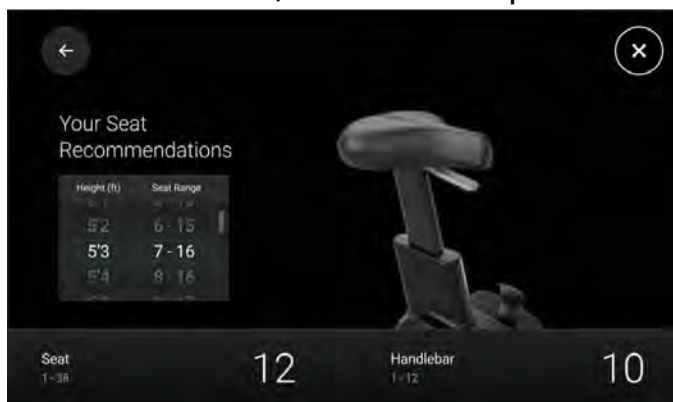 Your Seat
Recommendations
Height (ft) Seat Range
5'2 6 - 15
5'3 7 - 16
5'4 8 - 16
Seat
1 - 36
12
Handlebar
1 - 12
10